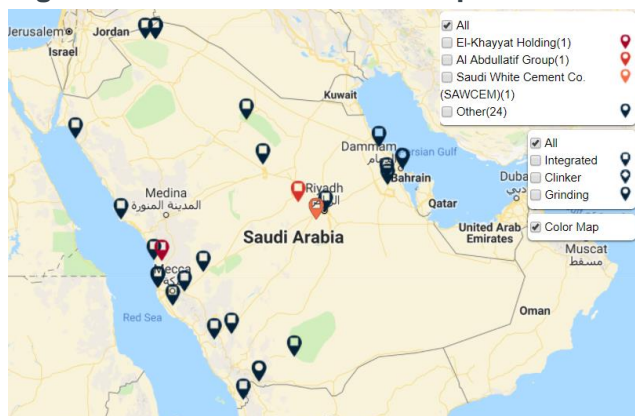 Jerusalem
Jordan
Israel
Kuwait
Dammam
Persian Gulf
Bahrain
Medina
المدينة المنورة
Riyadh
Qatar
Dubai
دبي
Saudi Arabia
United Arab
Emirates
Muscat
مسقط
Mecca
Oman
Red Sea
All
El-Khayyat Holding(1)
Al Abdullatif Group(1)
Saudi White Cement Co.
(SAWCEM)(1)
Other(24)
All
Integrated
Clinker
Grinding
Color Map